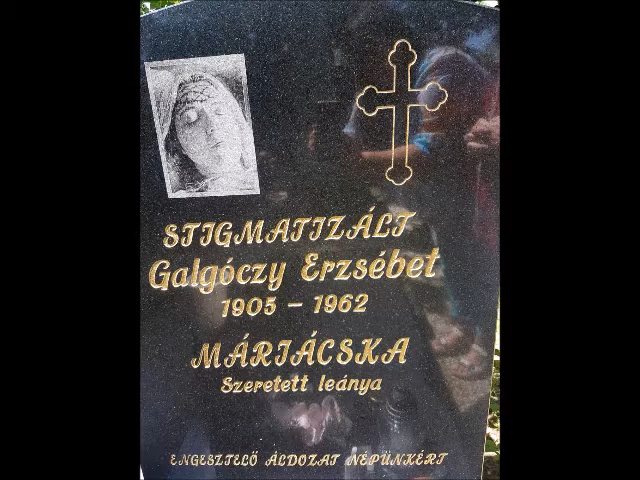 STIGMATIZÁLT
Galgóczy Erzsébet
1905 – 1962
MÁRIÁCSKA
Szeretett leánya
ENGESZTELŐ ÁLDOZAT NÉPÜNKÉRT